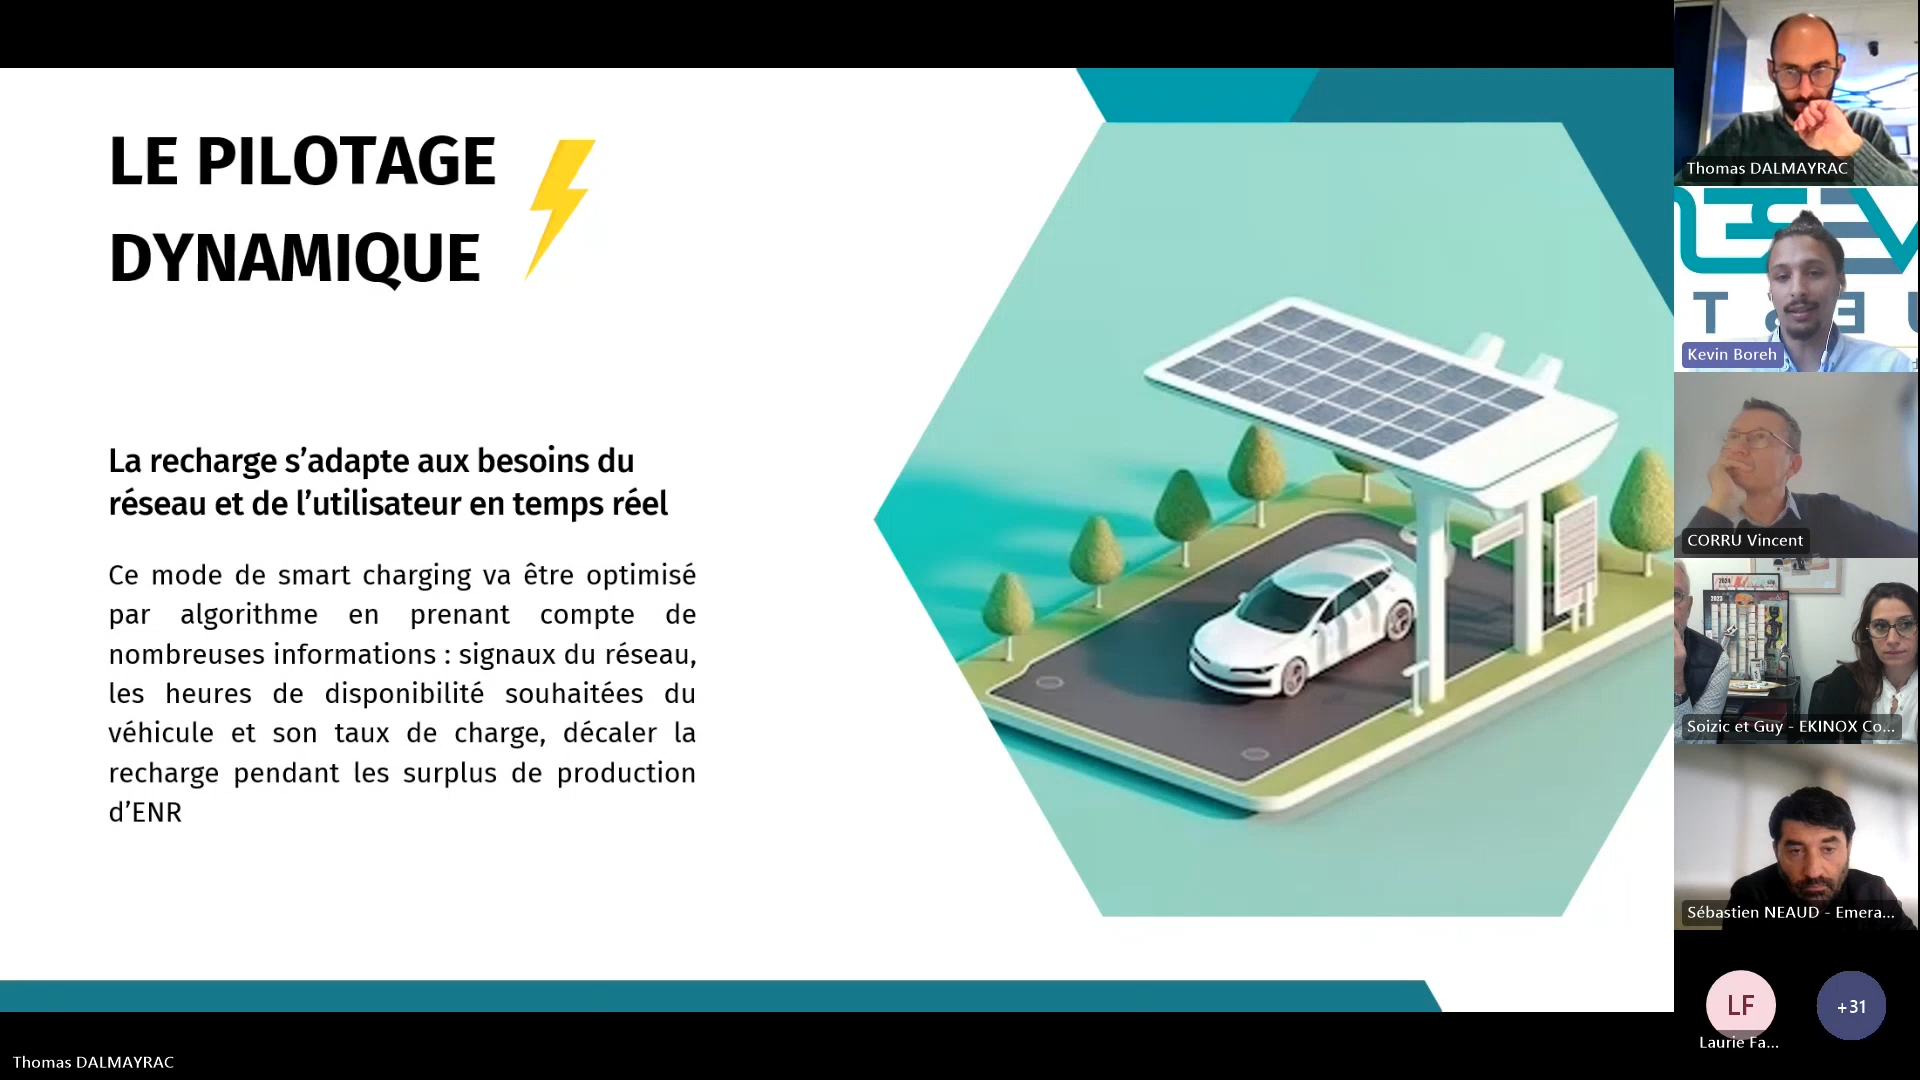 LE PILOTAGE
DYNAMIQUE
La recharge s’adapte aux besoins du
réseau et de l’utilisateur en temps réel
Ce mode de smart charging va être optimisé
par algorithme en prenant compte de
nombreuses informations : signaux du réseau,
les heures de disponibilité souhaitées du
véhicule et son taux de charge, décaler la
recharge pendant les surplus de production
d’ENR
Thomas DALMAYRAC
Thomas DALMAYRAC
Kevin Boreh
CORRU Vincent
2024
2023
Soizic et Guy - EKINOX Co...
Sébastien NEAUD - Emera...
LF
Laurie Fa...
+31